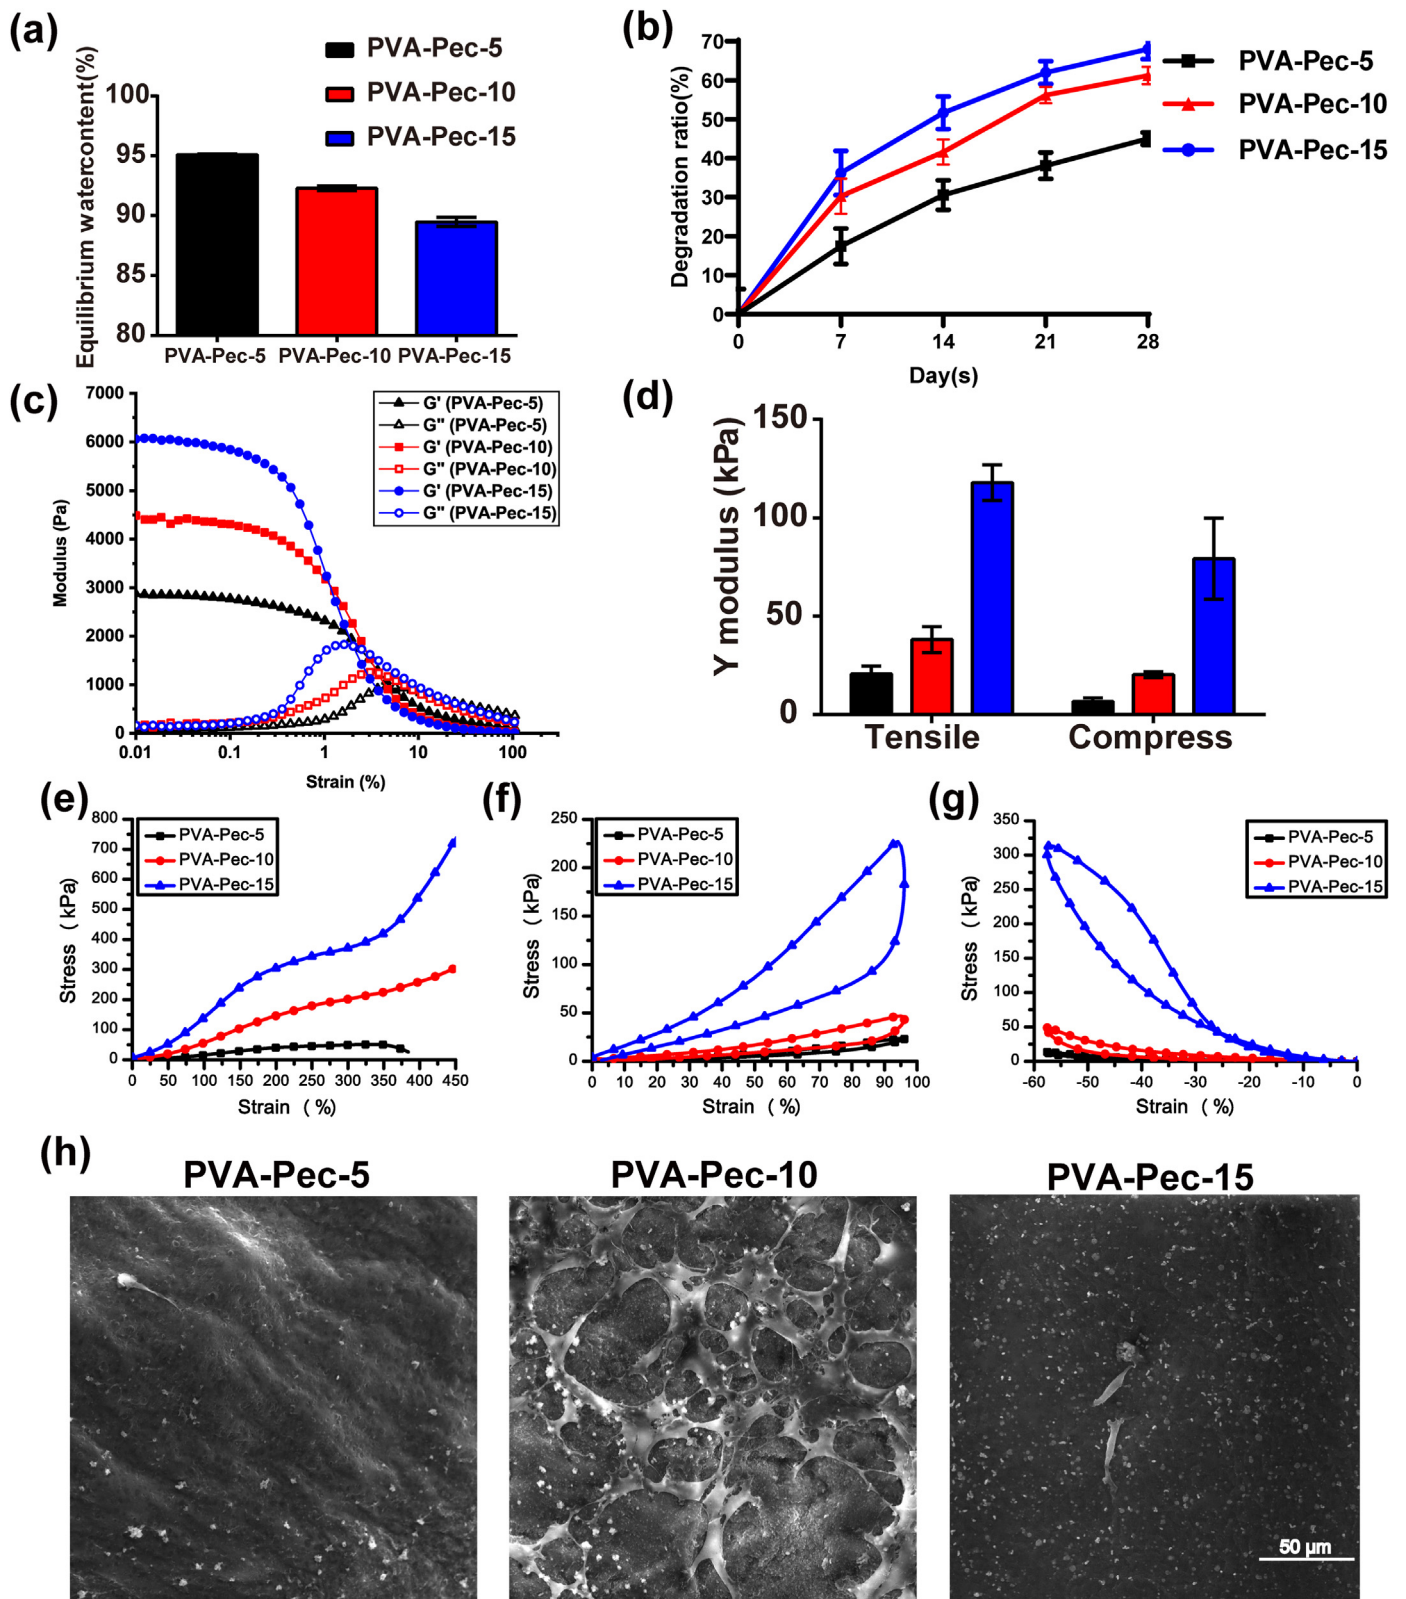 (a)
PVA-Pec-5
PVA-Pec-10
PVA-Pec-15
Equilibrium watercontent(%)
100
95
90
85
80
PVA-Pec-5 PVA-Pec-10 PVA-Pec-15
(b)
Degradation ratio(%)
70
60
50
40
30
20
10
0
0 7 14 21 28
Day(s)
PVA-Pec-5
PVA-Pec-10
PVA-Pec-15
(c)
Modulus (Pa)
7000
6000
5000
4000
3000
2000
1000
0
0.01 0.1 1 10 100
Strain (%)
G' (PVA-Pec-5)
G" (PVA-Pec-5)
G' (PVA-Pec-10)
G" (PVA-Pec-10)
G' (PVA-Pec-15)
G" (PVA-Pec-15)
(d)
Y modulus (kPa)
150
100
50
0
Tensile Compress
(e)
Stress (kPa)
800
700
600
500
400
300
200
100
0
0 50 100 150 200 250 300 350 400 450
Strain (%)
PVA-Pec-5
PVA-Pec-10
PVA-Pec-15
(f)
Stress (kPa)
250
200
150
100
50
0
0 10 20 30 40 50 60 70 80 90 100
Strain (%)
PVA-Pec-5
PVA-Pec-10
PVA-Pec-15
(g)
Stress (kPa)
350
300
250
200
150
100
50
0
-60 -50 -40 -30 -20 -10 0
Strain (%)
PVA-Pec-5
PVA-Pec-10
PVA-Pec-15
(h)
PVA-Pec-5 PVA-Pec-10 PVA-Pec-15
50 μm